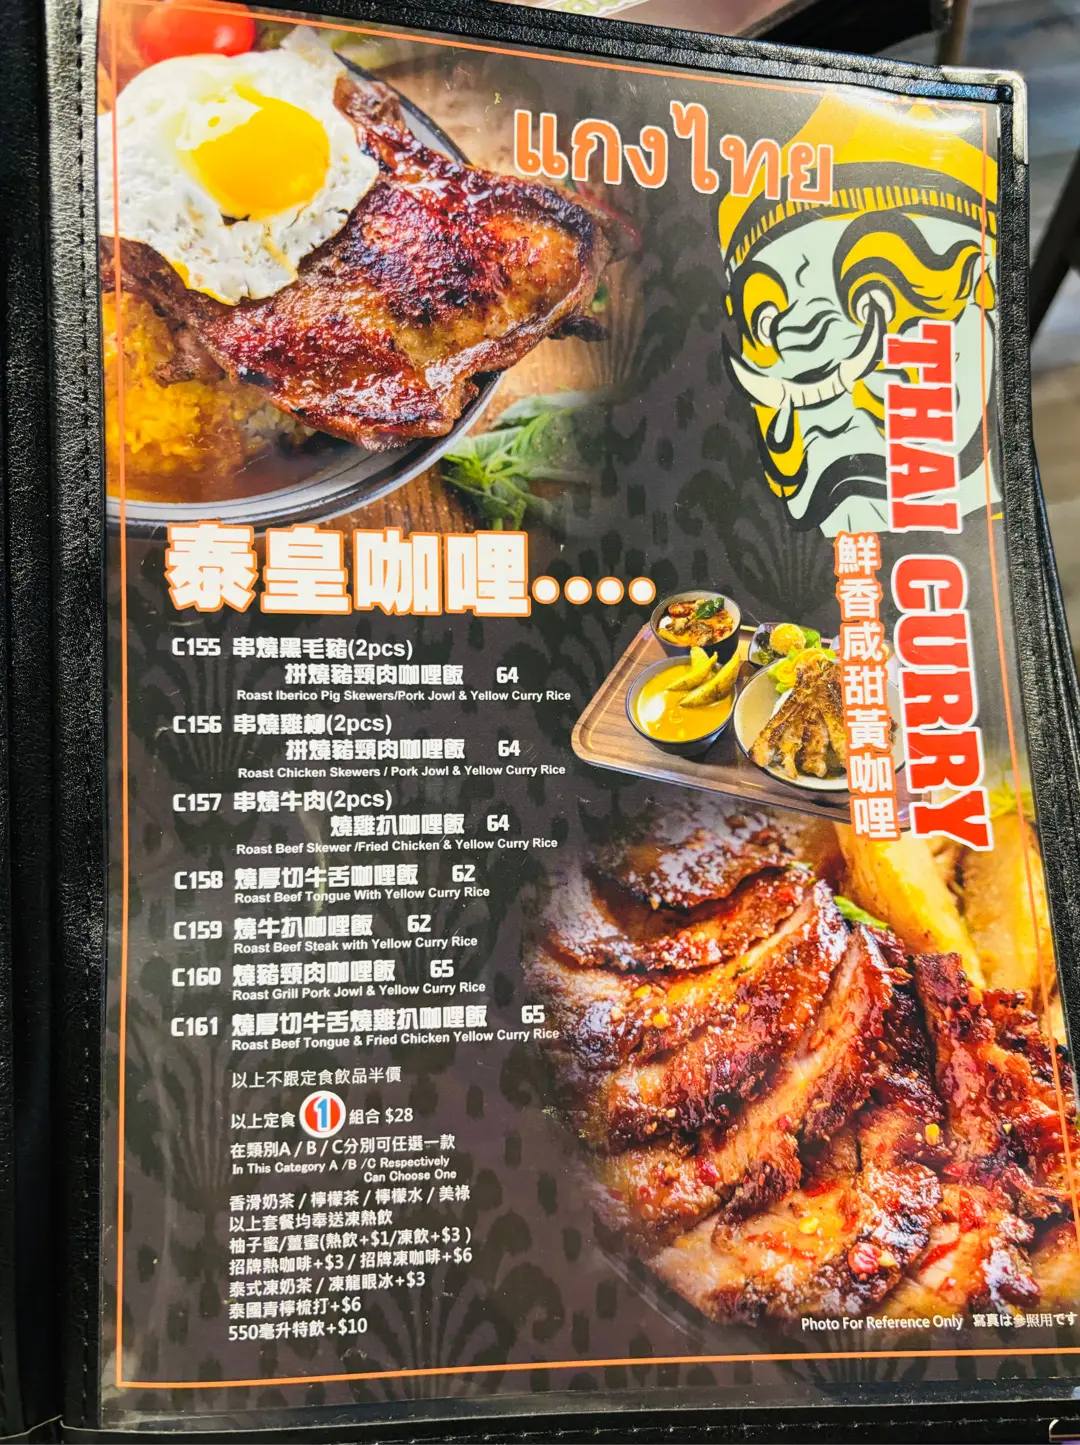 แกงไทย
THAI CURRY
鮮香咸甜黃咖哩
泰皇咖哩....
C155 串燒黑毛豬(2pcs)
拼燒豬頸肉咖哩飯 64
Roast Iberico Pig Skewers/Pork Jowl & Yellow Curry Rice
C156 串燒雞柳(2pcs)
拼燒豬頸肉咖哩飯 64
Roast Chicken Skewers / Pork Jowl & Yellow Curry Rice
C157 串燒牛肉(2pcs)
燒雞扒咖哩飯 64
Roast Beef Skewer /Fried Chicken & Yellow Curry Rice
C158 燒厚切牛舌咖哩飯 62
Roast Beef Tongue With Yellow Curry Rice
C159 燒牛扒咖哩飯 62
Roast Beef Steak with Yellow Curry Rice
C160 燒豬頸肉咖哩飯 65
Roast Grill Pork Jowl & Yellow Curry Rice
C161 燒厚切牛舌燒雞扒咖哩飯 65
Roast Beef Tongue & Fried Chicken Yellow Curry Rice
以上不跟定食飲品半價
以上定食 1 組合 $28
在類別A / B / C分別可任選一款
In This Category A /B /C Respectively
Can Choose One
香滑奶茶 / 檸檬茶 / 檸檬水 / 美祿
以上套餐均奉送凍熱飲
柚子蜜/薑蜜(熱飲+$1/凍飲+$3 )
招牌熱咖啡+$3 / 招牌凍咖啡+$6
泰式凍奶茶 / 凍龍眼冰+$3
泰國青檸梳打+$6
550毫升特飲+$10
Photo For Reference Only 寫真は参照用です